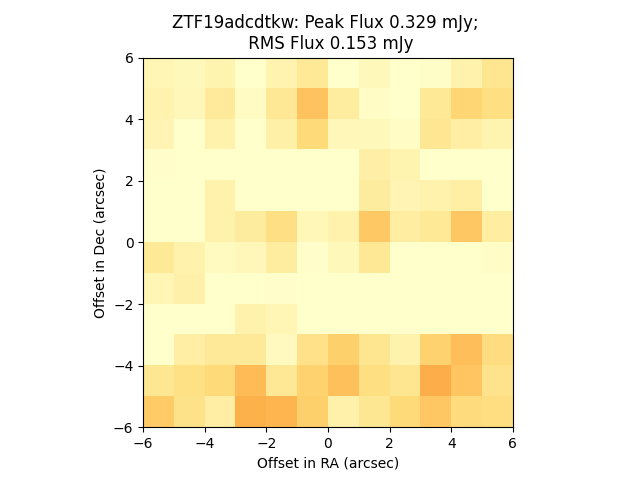 ZTF19adcdtkw: Peak Flux 0.329 mJy;
RMS Flux 0.153 mJy
6
4
2
0
−2
−4
−6
Offset in Dec (arcsec)
−6 −4 −2 0 2 4 6
Offset in RA (arcsec)